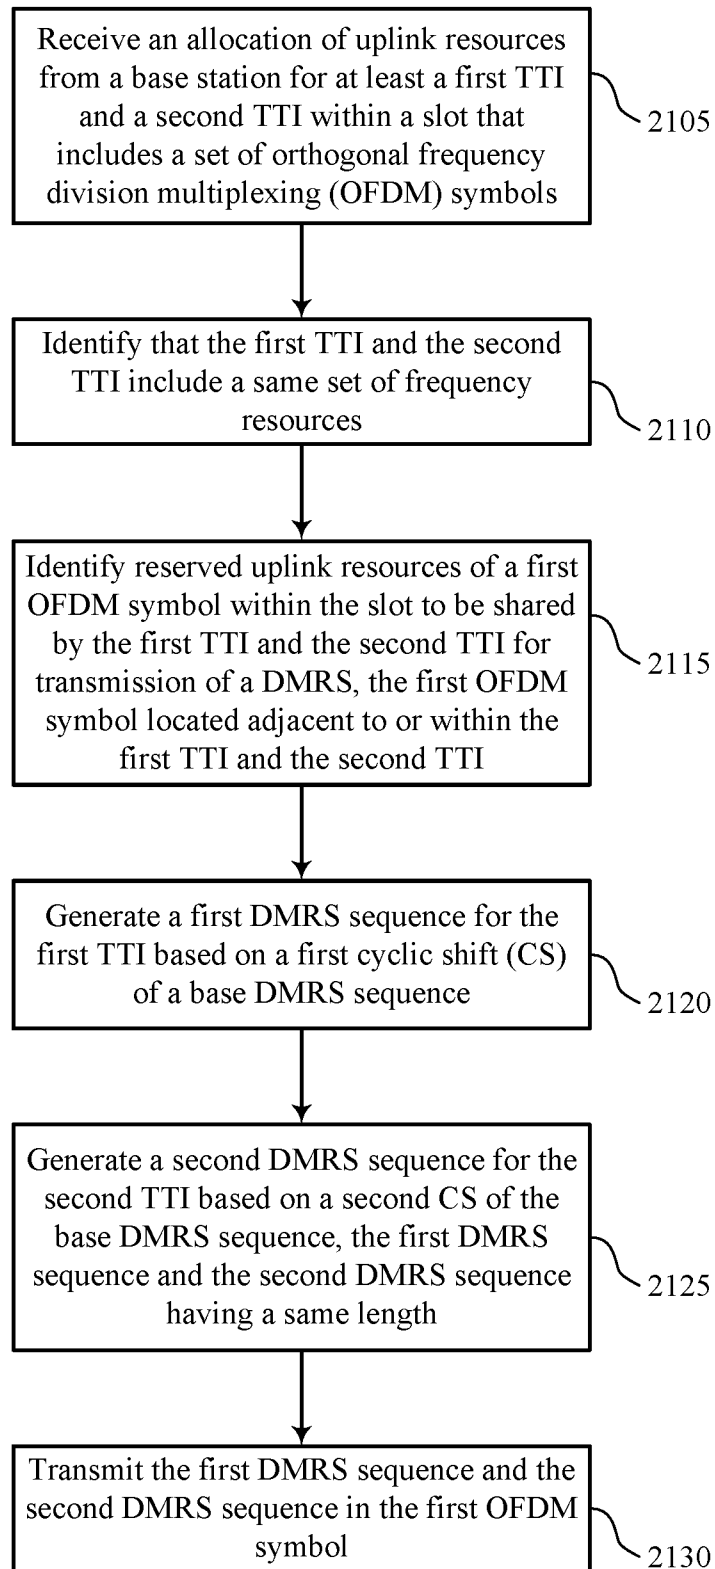 Receive an allocation of uplink resources
from a base station for at least a first TTI
and a second TTI within a slot that
includes a set of orthogonal frequency
division multiplexing (OFDM) symbols
2105
Identify that the first TTI and the second
TTI include a same set of frequency
resources
2110
Identify reserved uplink resources of a first
OFDM symbol within the slot to be shared
by the first TTI and the second TTI for
transmission of a DMRS, the first OFDM
symbol located adjacent to or within the
first TTI and the second TTI
2115
Generate a first DMRS sequence for the
first TTI based on a first cyclic shift (CS)
of a base DMRS sequence
2120
Generate a second DMRS sequence for the
second TTI based on a second CS of the
base DMRS sequence, the first DMRS
sequence and the second DMRS sequence
having a same length
2125
Transmit the first DMRS sequence and the
second DMRS sequence in the first OFDM
symbol
2130